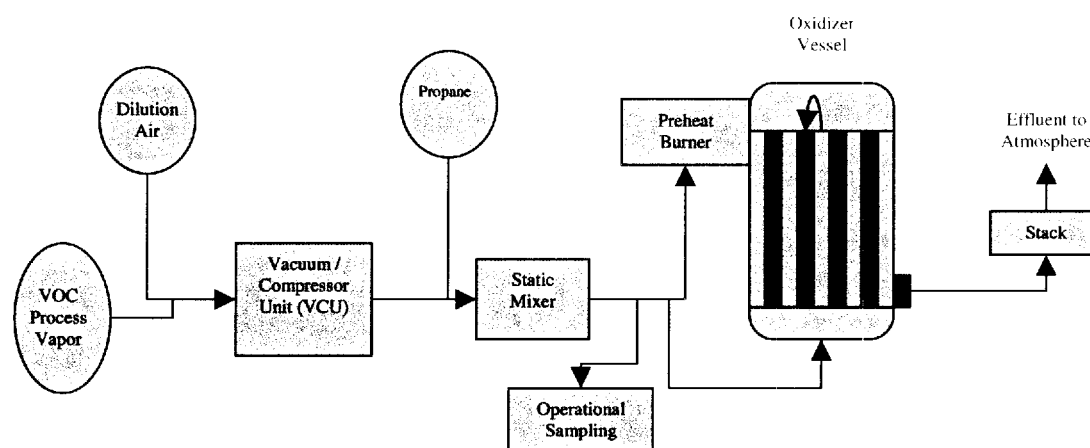 Oxidizer
Vessel
Dilution
Air
Propane
Preheat
Burner
Effluent to
Atmosphere
VOC
Process
Vapor
Vacuum /
Compressor
Unit (VCU)
Static
Mixer
Stack
Operational
Sampling